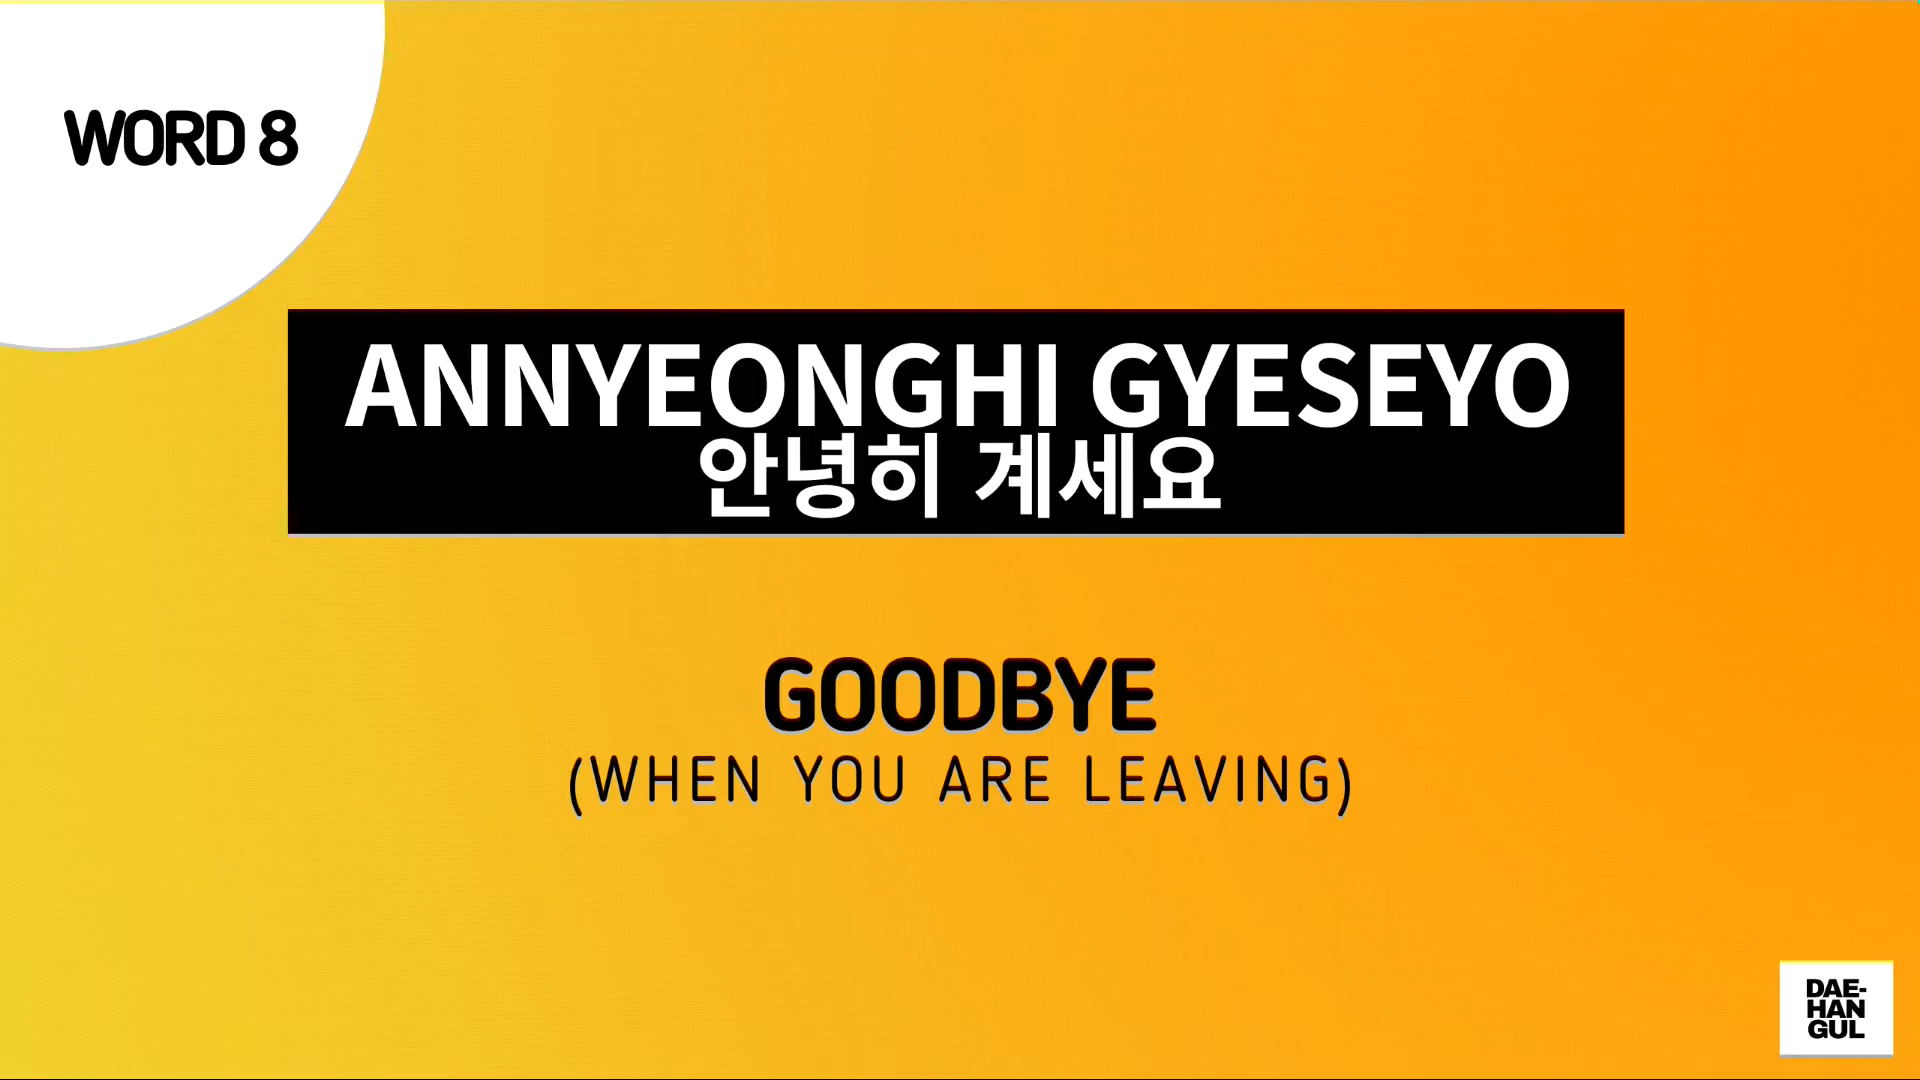 WORD 8
ANNYEONGHI GYESEYO
안녕히 계세요
GOODBYE
(WHEN YOU ARE LEAVING)
DAE-
HAN
GUL